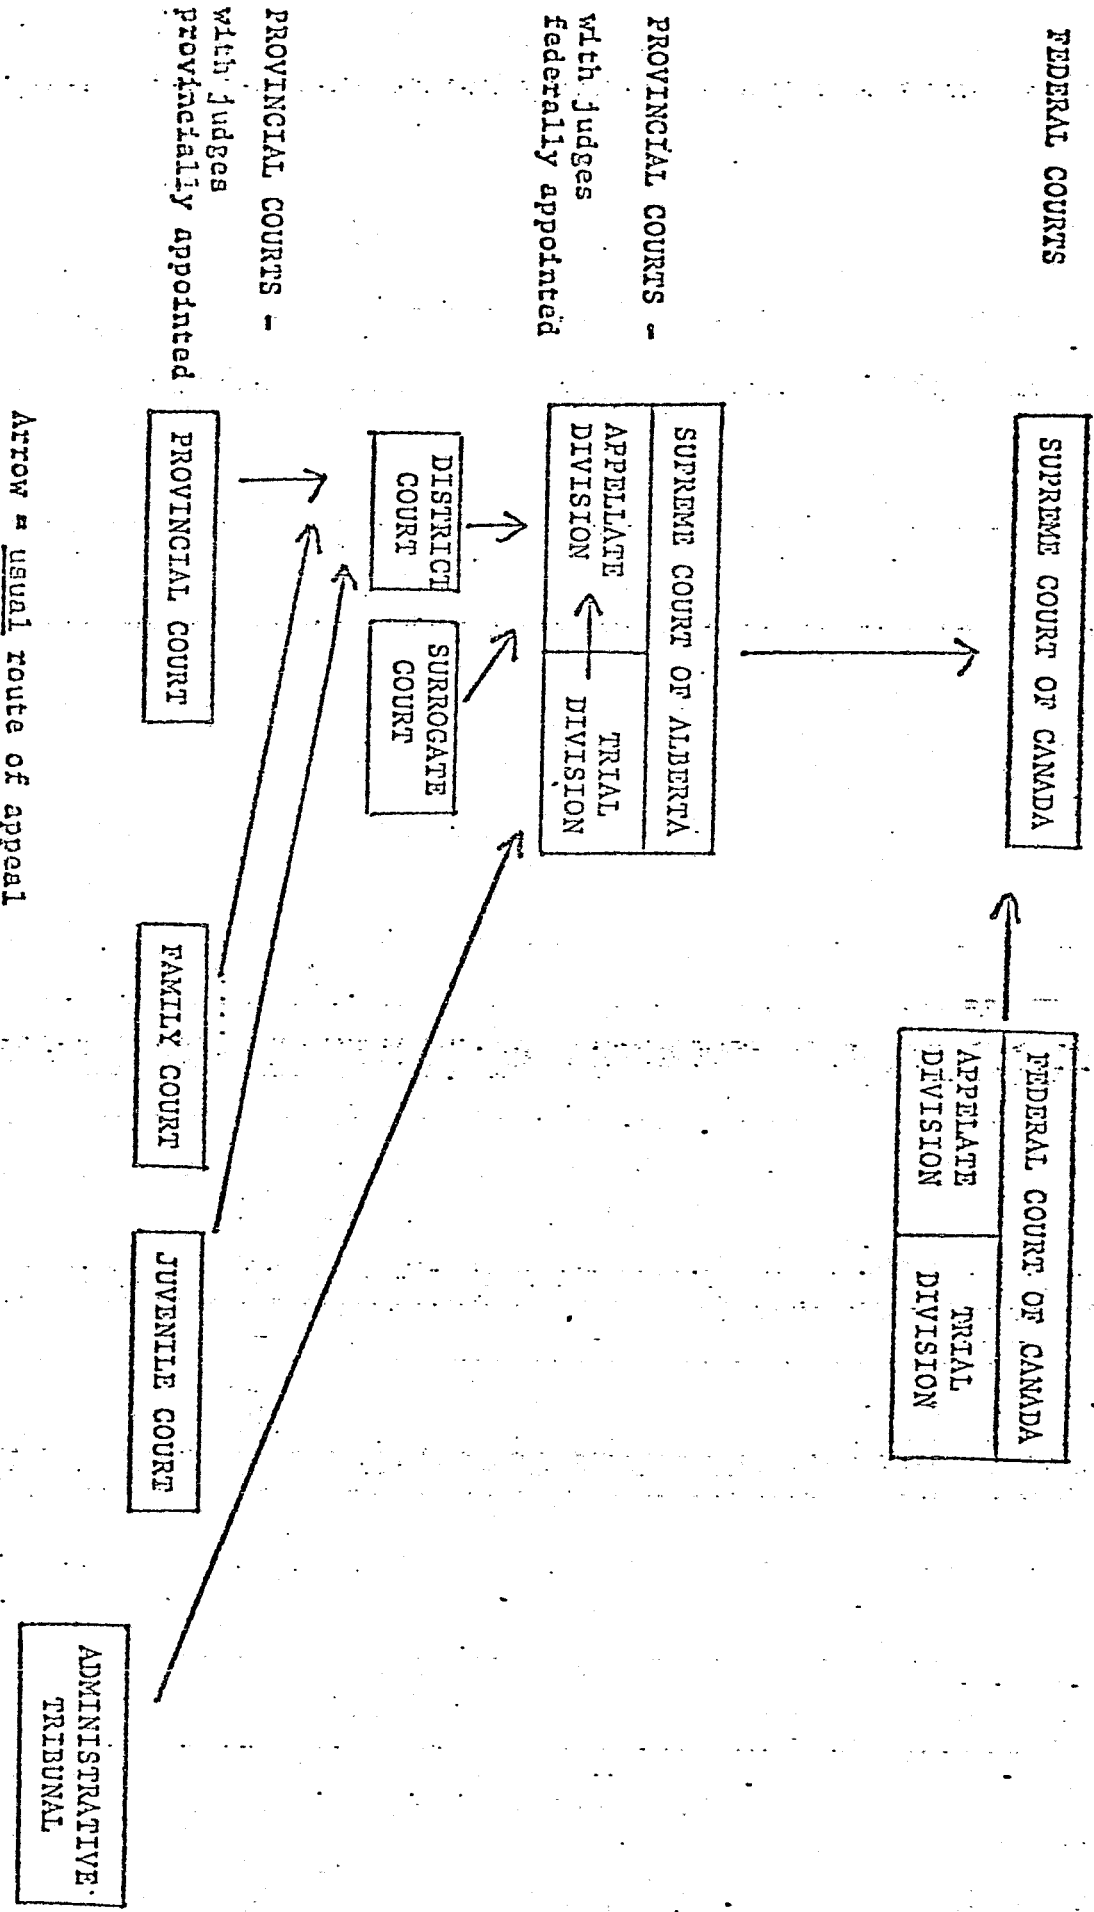 FEDERAL COURTS
SUPREME COURT OF CANADA
FEDERAL COURT OF CANADA
APPELATE
DIVISION
TRIAL
DIVISION
PROVINCIAL COURTS -
with judges
federally appointed
SUPREME COURT OF ALBERTA
APPELLATE
DIVISION
TRIAL
DIVISION
DISTRICT
COURT
SURROGATE
COURT
PROVINCIAL COURTS -
with judges
provincially appointed
PROVINCIAL COURT
FAMILY COURT
JUVENILE COURT
ADMINISTRATIVE
TRIBUNAL
Arrow = usual route of appeal